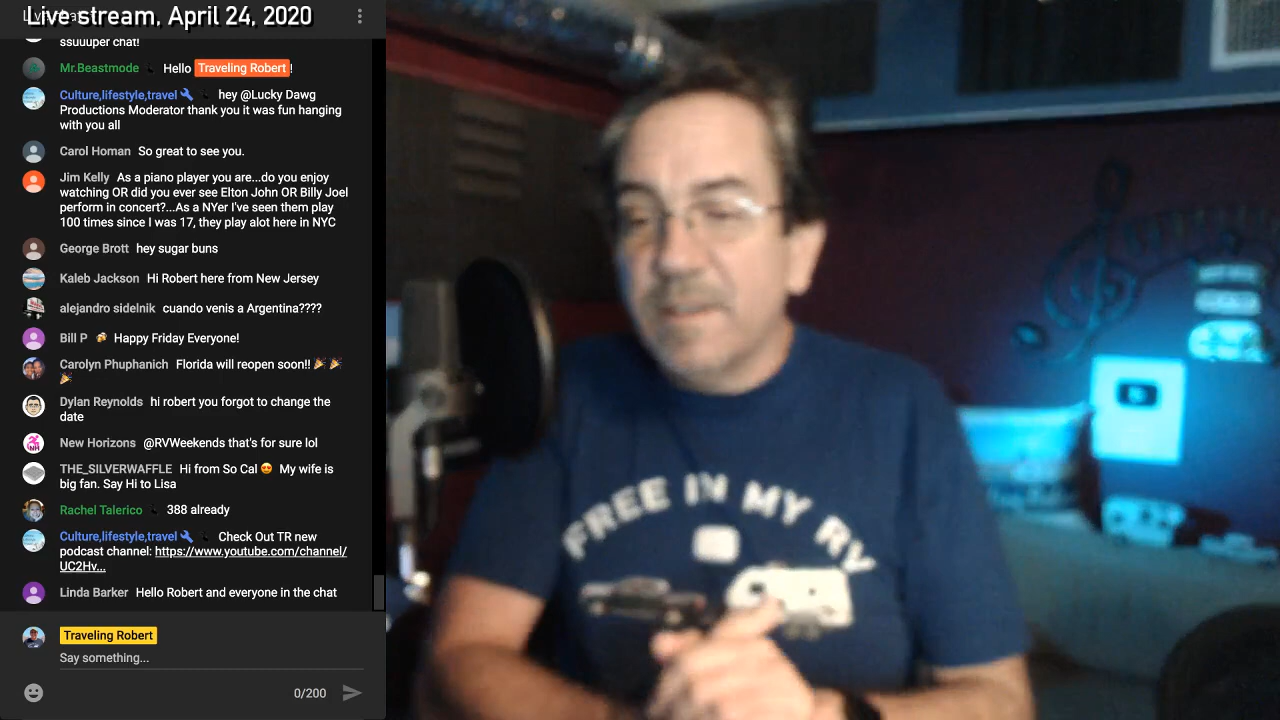 Live stream, April 24, 2020
ssuuper chat!
Mr.Beastmode Hello Traveling Robert!
Culture,lifestyle,travel hey @Lucky Dawg
Productions Moderator thank you it was fun hanging
with you all
Carol Homan So great to see you.
Jim Kelly As a piano player you are...do you enjoy
watching OR did you ever see Elton John OR Billy Joel
perform in concert?...As a NYer I've seen them play
100 times since I was 17, they play alot here in NYC
George Brott hey sugar buns
Kaleb Jackson Hi Robert here from New Jersey
alejandro sidelnik cuando venis a Argentina????
Bill P 🍻 Happy Friday Everyone!
Carolyn Phuphanich Florida will reopen soon!! 🎉🎉
🎉
Dylan Reynolds hi robert you forgot to change the
date
New Horizons @RVWeekends that's for sure lol
THE_SILVERWAFFLE Hi from So Cal 😍 My wife is
big fan. Say Hi to Lisa
Rachel Talerico 388 already
Culture,lifestyle,travel Check Out TR new
podcast channel: https://www.youtube.com/channel/
UC2Hv...
Linda Barker Hello Robert and everyone in the chat
Traveling Robert
Say something...
0/200
FREE IN MY RV